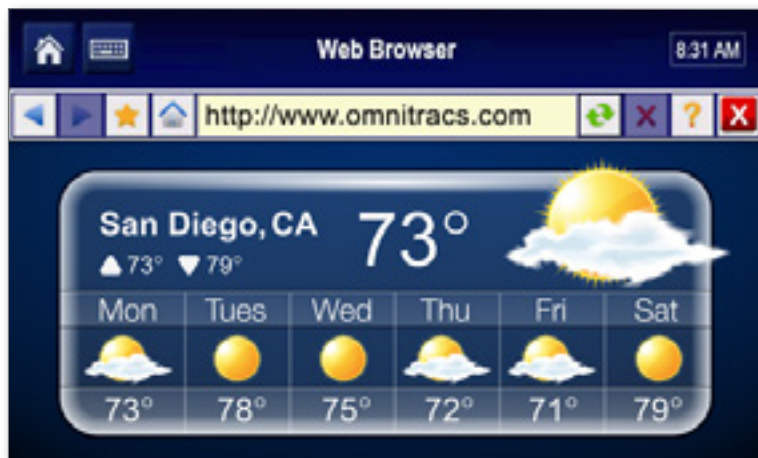 Web Browser 8:31 AM
http://www.omnitracs.com ?
San Diego, CA 73°
73° 79°
Mon Tues Wed Thu Fri Sat
73° 78° 75° 72° 71° 79°